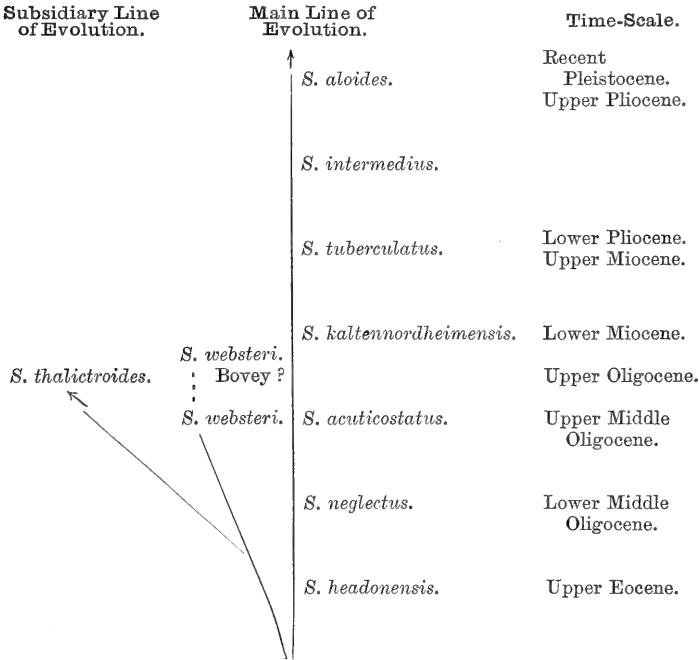 Subsidiary Line
of Evolution.
Main Line of
Evolution.
Time-Scale.
Recent
S. aloides.
Pleistocene.
Upper Pliocene.
S. intermedius.
S. tuberculatus.
Lower Pliocene.
Upper Miocene.
S. kaltennordheimensis.
Lower Miocene.
S. websteri.
S. thalictroides.
Bovey ?
Upper Oligocene.
S. websteri.
S. acuticostatus.
Upper Middle
Oligocene.
S. neglectus.
Lower Middle
Oligocene.
S. headonensis.
Upper Eocene.